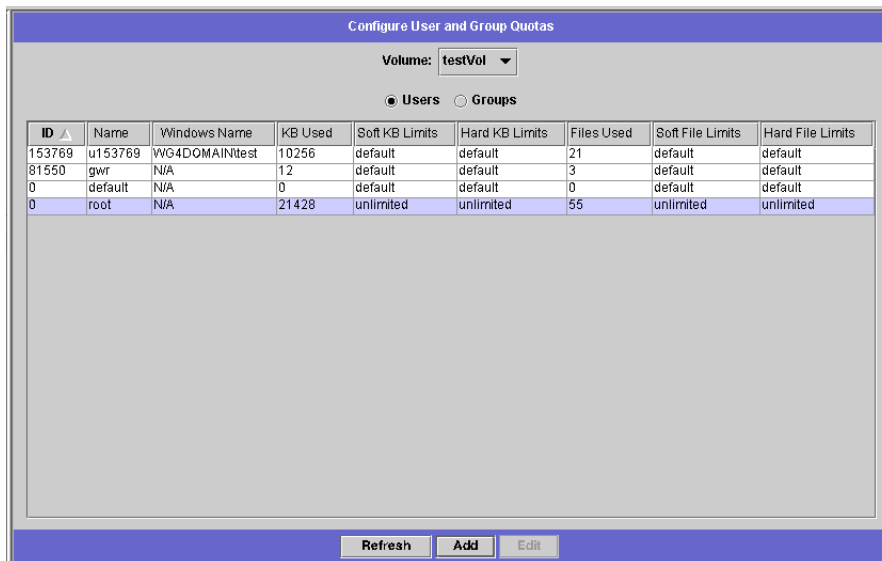 Configure User and Group Quotas
Volume: testVol
Users Groups
ID Name Windows Name KB Used Soft KB Limits Hard KB Limits Files Used Soft File Limits Hard File Limits
153769 u153769 WG4DOMAIN\test 10256 default default 21 default default
81550 gwr N/A 12 default default 3 default default
0 default N/A 0 default default 0 default default
0 root N/A 21428 unlimited unlimited 55 unlimited unlimited
Refresh Add Edit